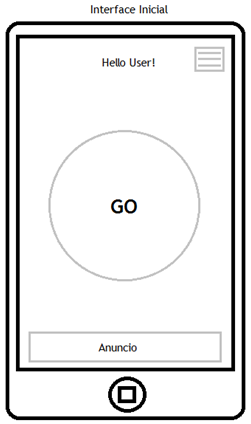 Interface Inicial
Hello User!
GO
Anuncio